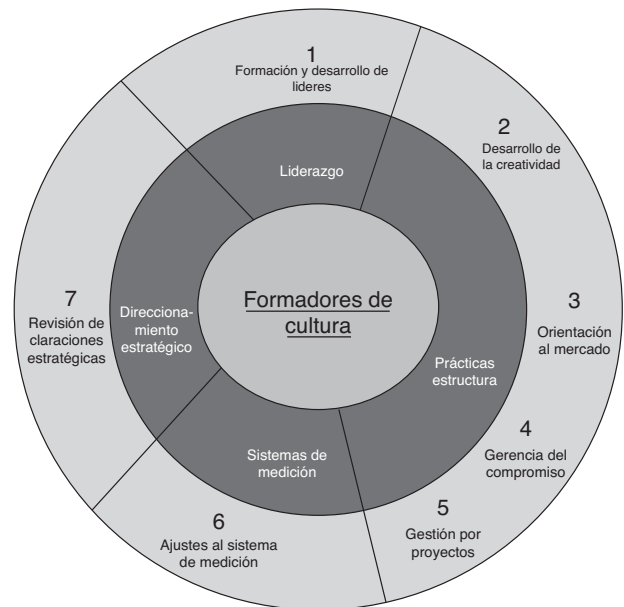 1
Formación y desarrollo de
lideres
2
Desarrollo de
la creatividad
3
Orientación
al mercado
4
Gerencia del
compromiso
5
Gestión por
proyectos
6
Ajustes al sistema
de medición
7
Revisión de
claraciones
estratégicas
Liderazgo
Prácticas
estructura
Sistemas de
medición
Direcciona-
miento
estratégico
Formadores de
cultura